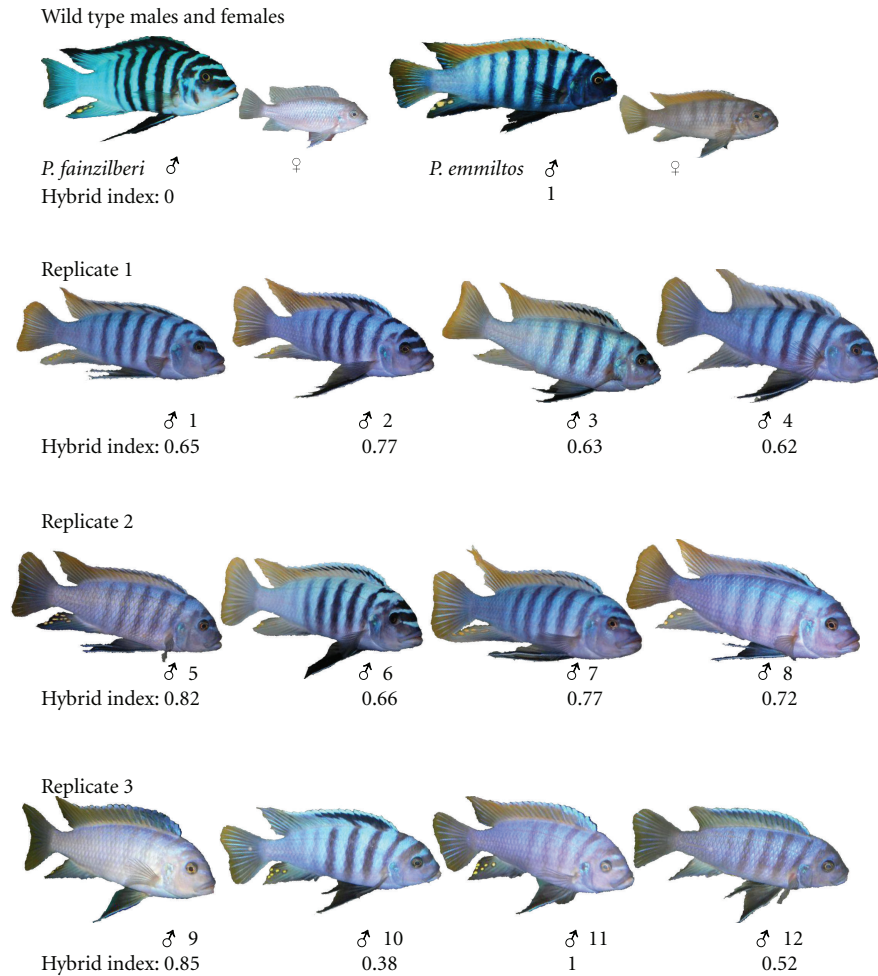 Wild type males and females
P. fainzilberi ♂ ♀ P. emmiltos ♂ ♀
Hybrid index: 0 1
Replicate 1
♂ 1 ♂ 2 ♂ 3 ♂ 4
Hybrid index: 0.65 0.77 0.63 0.62
Replicate 2
♂ 5 ♂ 6 ♂ 7 ♂ 8
Hybrid index: 0.82 0.66 0.77 0.72
Replicate 3
♂ 9 ♂ 10 ♂ 11 ♂ 12
Hybrid index: 0.85 0.38 1 0.52